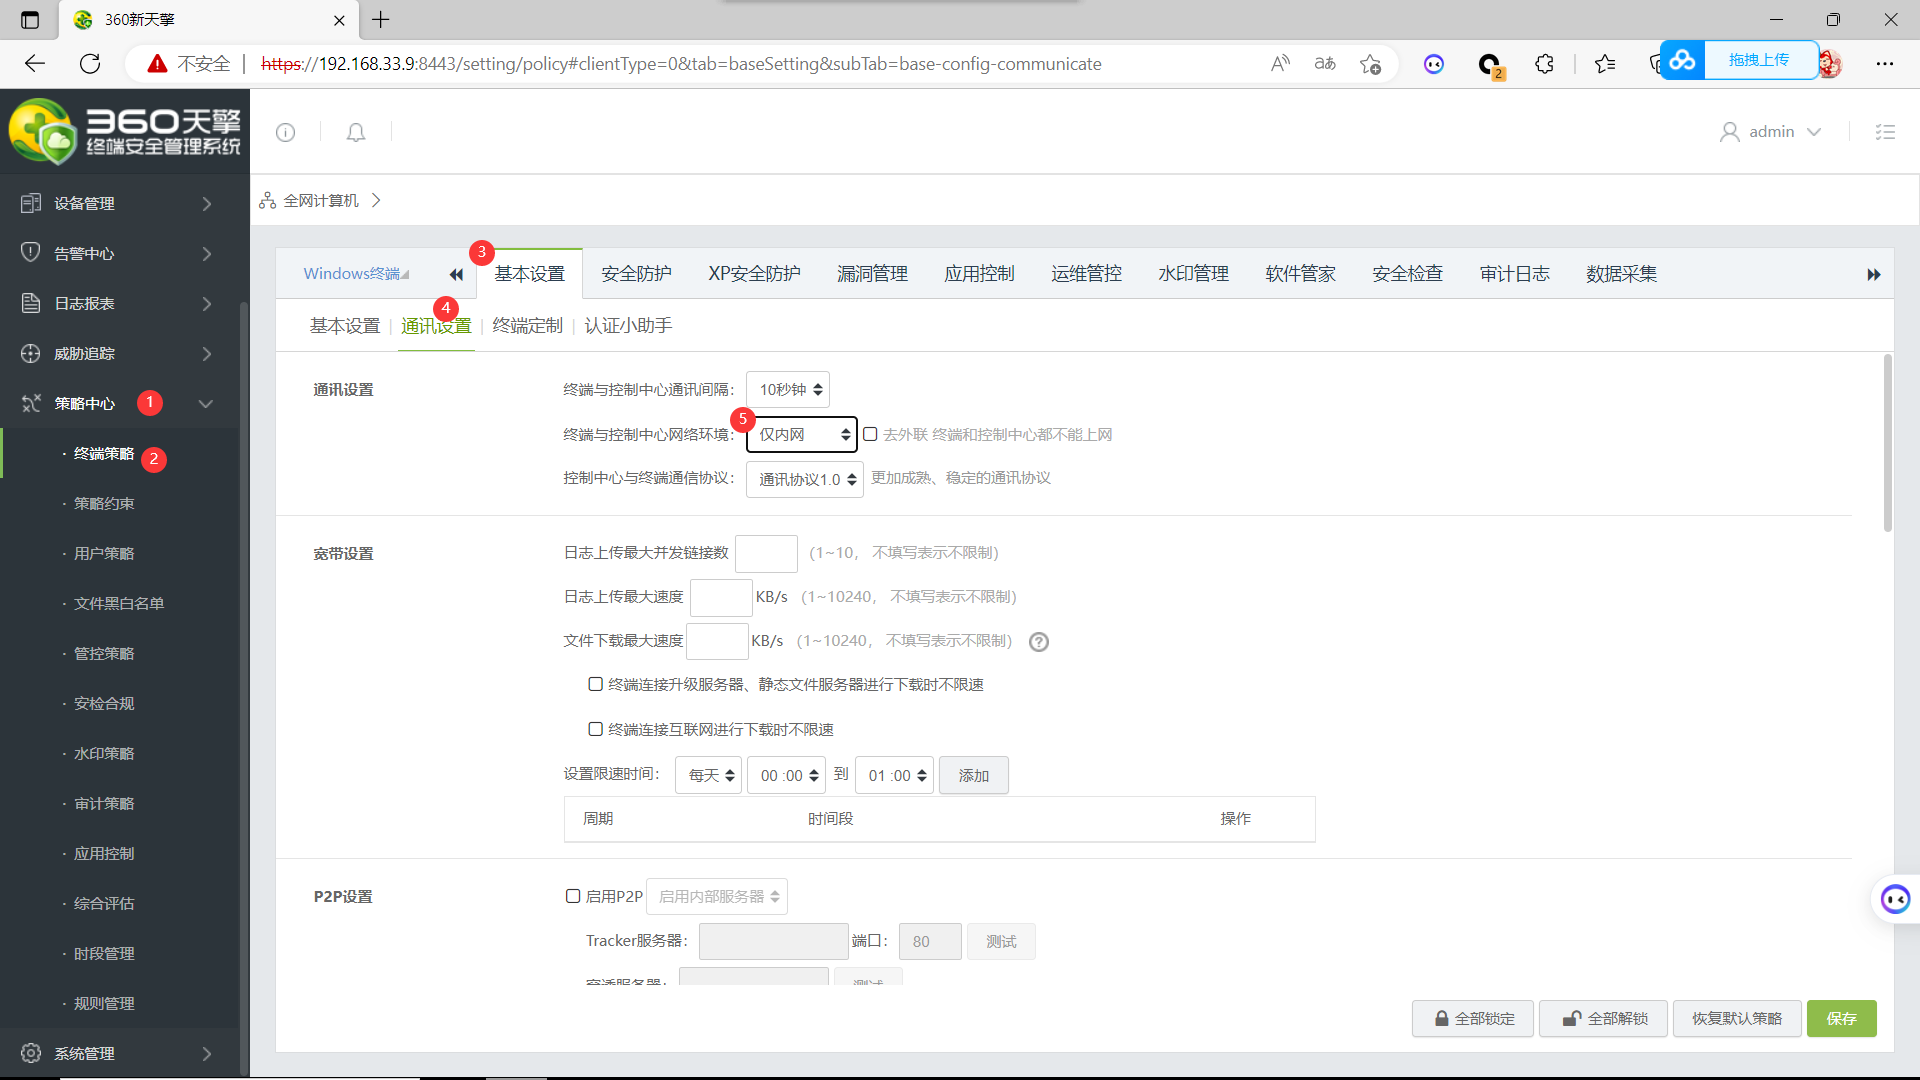 360新天擎
不安全 https://192.168.33.9:8443/setting/policy#clientType=0&tab=baseSetting&subTab=base-config-communicate
2
拖拽上传
360天擎
终端安全管理系统
admin
设备管理
告警中心
日志报表
威胁追踪
策略中心 1
· 终端策略 2
· 策略约束
· 用户策略
· 文件黑白名单
· 管控策略
· 安检合规
· 水印策略
· 审计策略
· 应用控制
· 综合评估
· 时段管理
· 规则管理
系统管理
全网计算机
3
Windows终端 基本设置 安全防护 XP安全防护 漏洞管理 应用控制 运维管控 水印管理 软件管家 安全检查 审计日志 数据采集
4
基本设置 | 通讯设置 | 终端定制 | 认证小助手
通讯设置 终端与控制中心通讯间隔： 10秒钟
5
终端与控制中心网络环境： 仅内网 去外联 终端和控制中心都不能上网
控制中心与终端通信协议： 通讯协议1.0 更加成熟、稳定的通讯协议
宽带设置 日志上传最大并发链接数 （1~10， 不填写表示不限制）
日志上传最大速度 KB/s （1~10240， 不填写表示不限制）
文件下载最大速度 KB/s （1~10240， 不填写表示不限制） ?
终端连接升级服务器、静态文件服务器进行下载时不限速
终端连接互联网进行下载时不限速
设置限速时间： 每天 00 :00 到 01 :00 添加
周期 时间段 操作
P2P设置 启用P2P 启用内部服务器
Tracker服务器： 端口： 80 测试
穿透服务器： 测试
全部锁定 全部解锁 恢复默认策略 保存